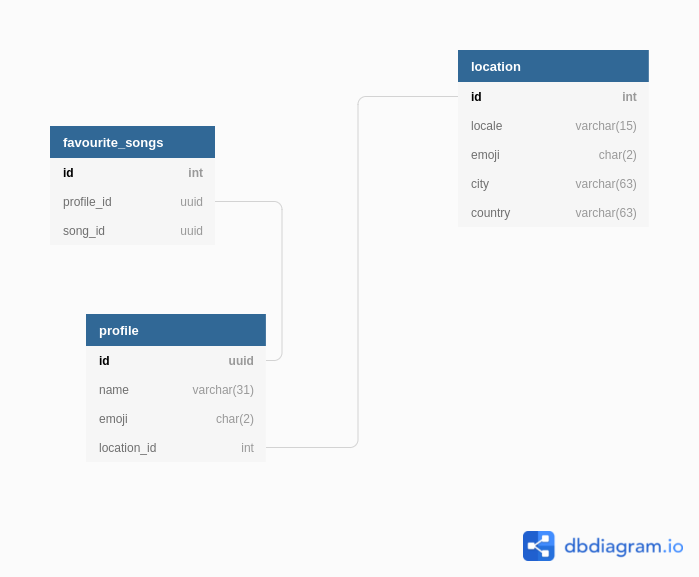 location
id int
locale varchar(15)
emoji char(2)
city varchar(63)
country varchar(63)
favourite_songs
id int
profile_id uuid
song_id uuid
profile
id uuid
name varchar(31)
emoji char(2)
location_id int
dbdiagram.io